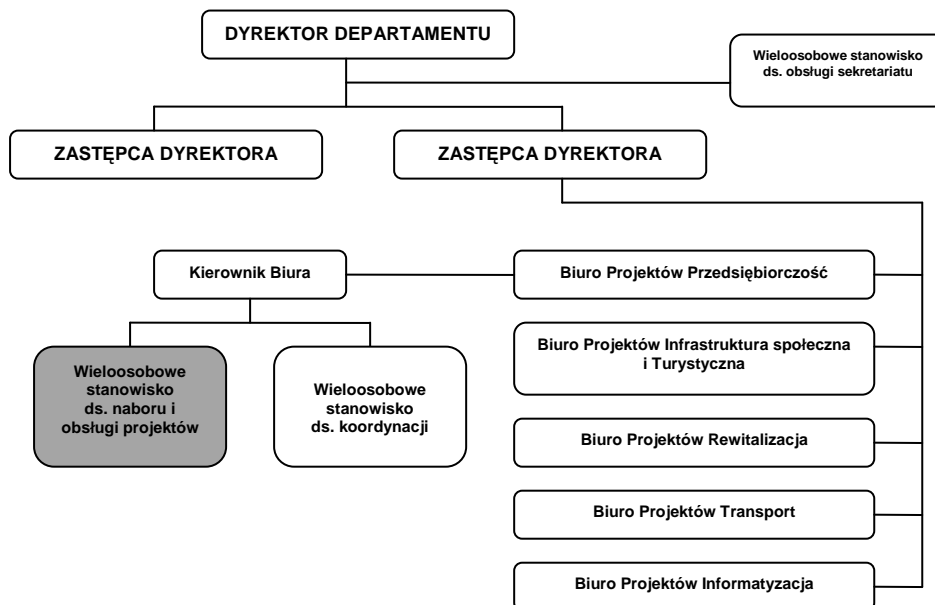 DYREKTOR DEPARTAMENTU
Wieloosobowe stanowisko
ds. obsługi sekretariatu
ZASTĘPCA DYREKTORA
ZASTĘPCA DYREKTORA
Kierownik Biura
Biuro Projektów Przedsiębiorczość
Biuro Projektów Infrastruktura społeczna
i Turystyczna
Wieloosobowe
stanowisko
ds. naboru i
obsługi projektów
Wieloosobowe
stanowisko
ds. koordynacji
Biuro Projektów Rewitalizacja
Biuro Projektów Transport
Biuro Projektów Informatyzacja